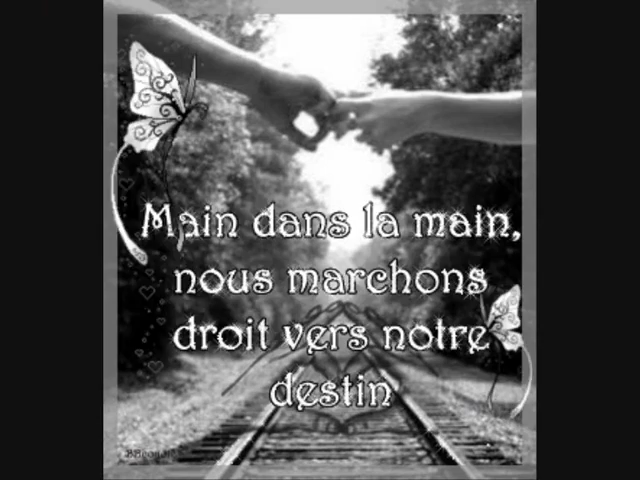 Main dans la main,
nous marchons
droit vers notre
destin